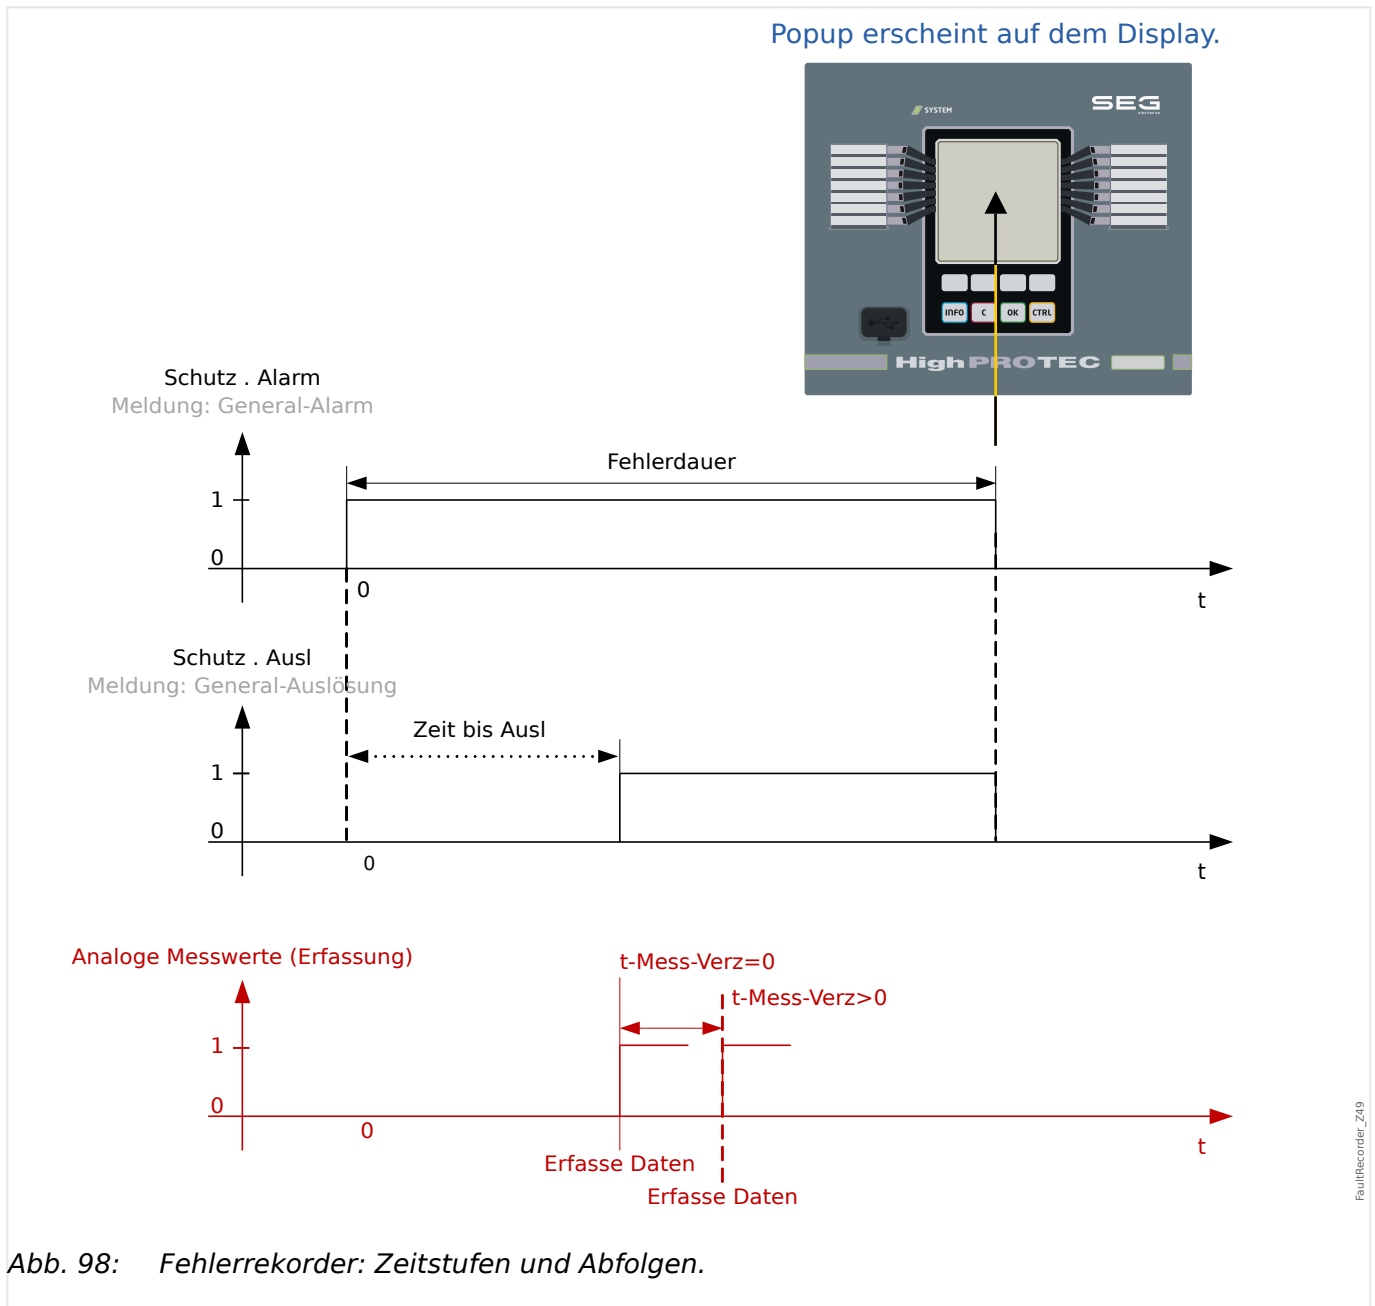 Popup erscheint auf dem Display.
SYSTEM
SEG
electronics
INFO
C
OK
CTRL
HighPROTEC
Schutz . Alarm
Meldung: General-Alarm
Fehlerdauer
1
0
0
t
Schutz . Ausl
Meldung: General-Auslösung
Zeit bis Ausl
1
0
0
t
Analoge Messwerte (Erfassung)
t-Mess-Verz=0
t-Mess-Verz>0
1
0
0
t
Erfasse Daten
Erfasse Daten
FaultRecorder_Z49
Abb. 98: Fehlerrekorder: Zeitstufen und Abfolgen.